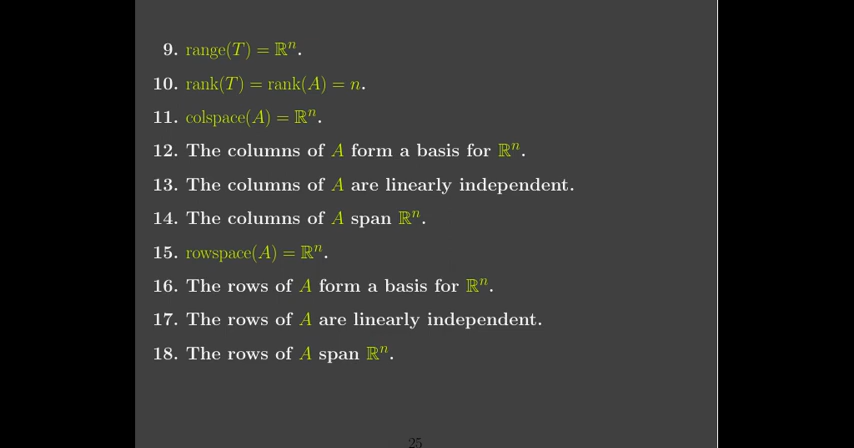 9. range(T) = ℝⁿ.
10. rank(T) = rank(A) = n.
11. colspace(A) = ℝⁿ.
12. The columns of A form a basis for ℝⁿ.
13. The columns of A are linearly independent.
14. The columns of A span ℝⁿ.
15. rowspace(A) = ℝⁿ.
16. The rows of A form a basis for ℝⁿ.
17. The rows of A are linearly independent.
18. The rows of A span ℝⁿ.
25